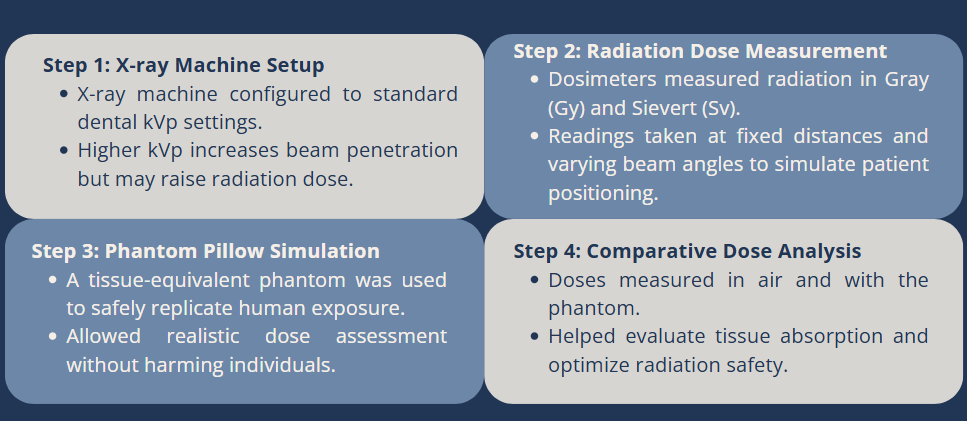 Step 1: X-ray Machine Setup
• X-ray machine configured to standard
dental kVp settings.
• Higher kVp increases beam penetration
but may raise radiation dose.
Step 2: Radiation Dose Measurement
• Dosimeters measured radiation in Gray
(Gy) and Sievert (Sv).
• Readings taken at fixed distances and
varying beam angles to simulate patient
positioning.
Step 3: Phantom Pillow Simulation
• A tissue-equivalent phantom was used
to safely replicate human exposure.
• Allowed realistic dose assessment
without harming individuals.
Step 4: Comparative Dose Analysis
• Doses measured in air and with the
phantom.
• Helped evaluate tissue absorption and
optimize radiation safety.